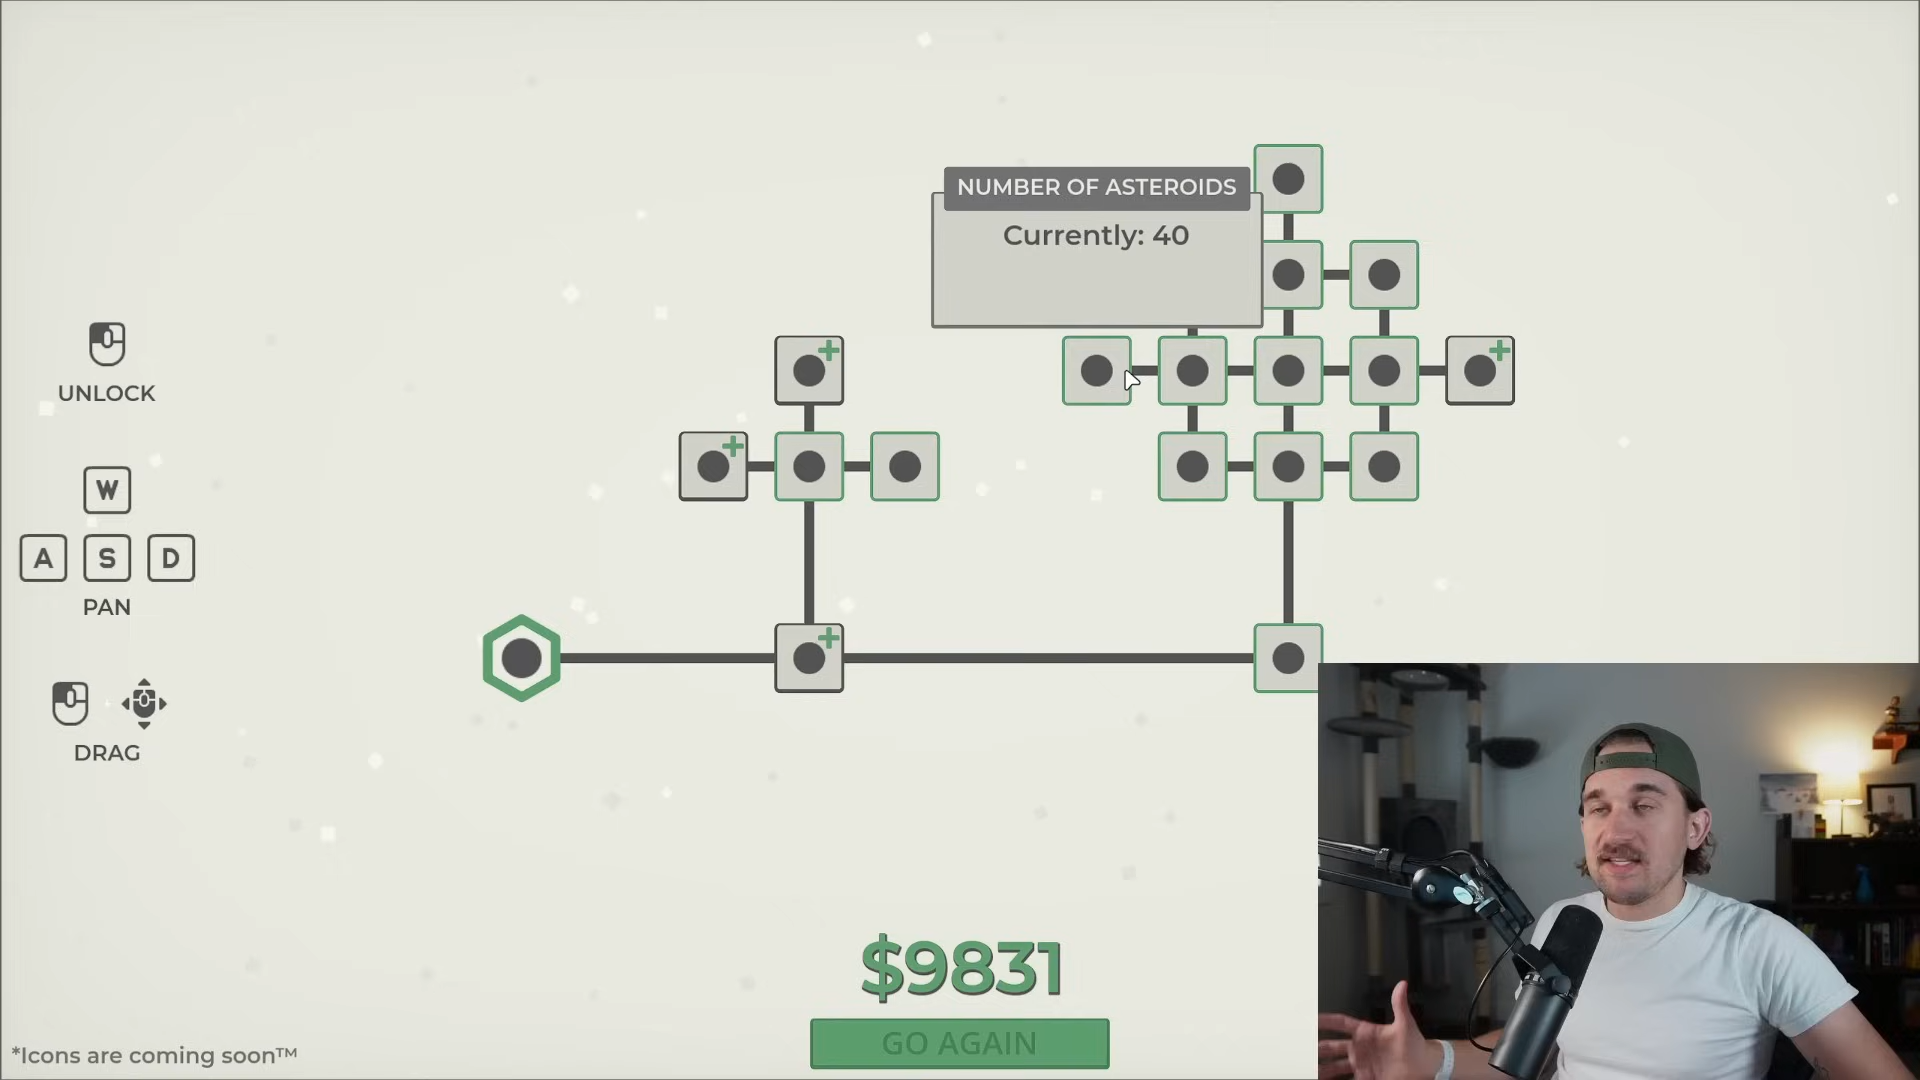 NUMBER OF ASTEROIDS
Currently: 40
UNLOCK
W
A S D
PAN
DRAG
$9831
GO AGAIN
*Icons are coming soon™